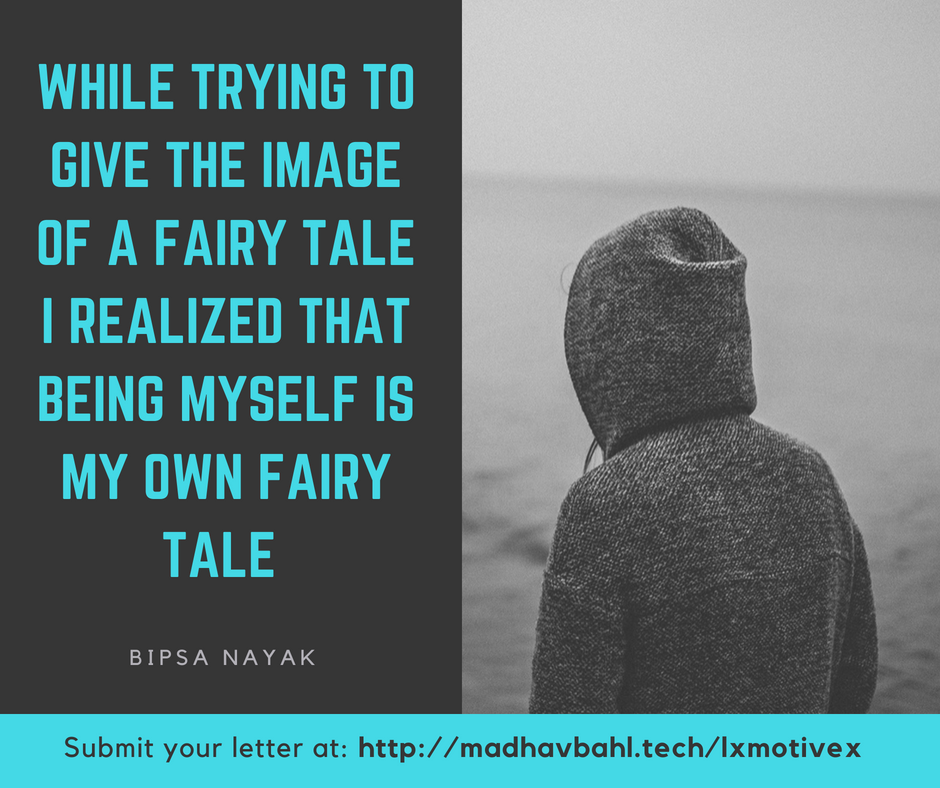 WHILE TRYING TO
GIVE THE IMAGE
OF A FAIRY TALE
I REALIZED THAT
BEING MYSELF IS
MY OWN FAIRY
TALE
BIPSA NAYAK
Submit your letter at: http://madhavbahl.tech/lxmotivex